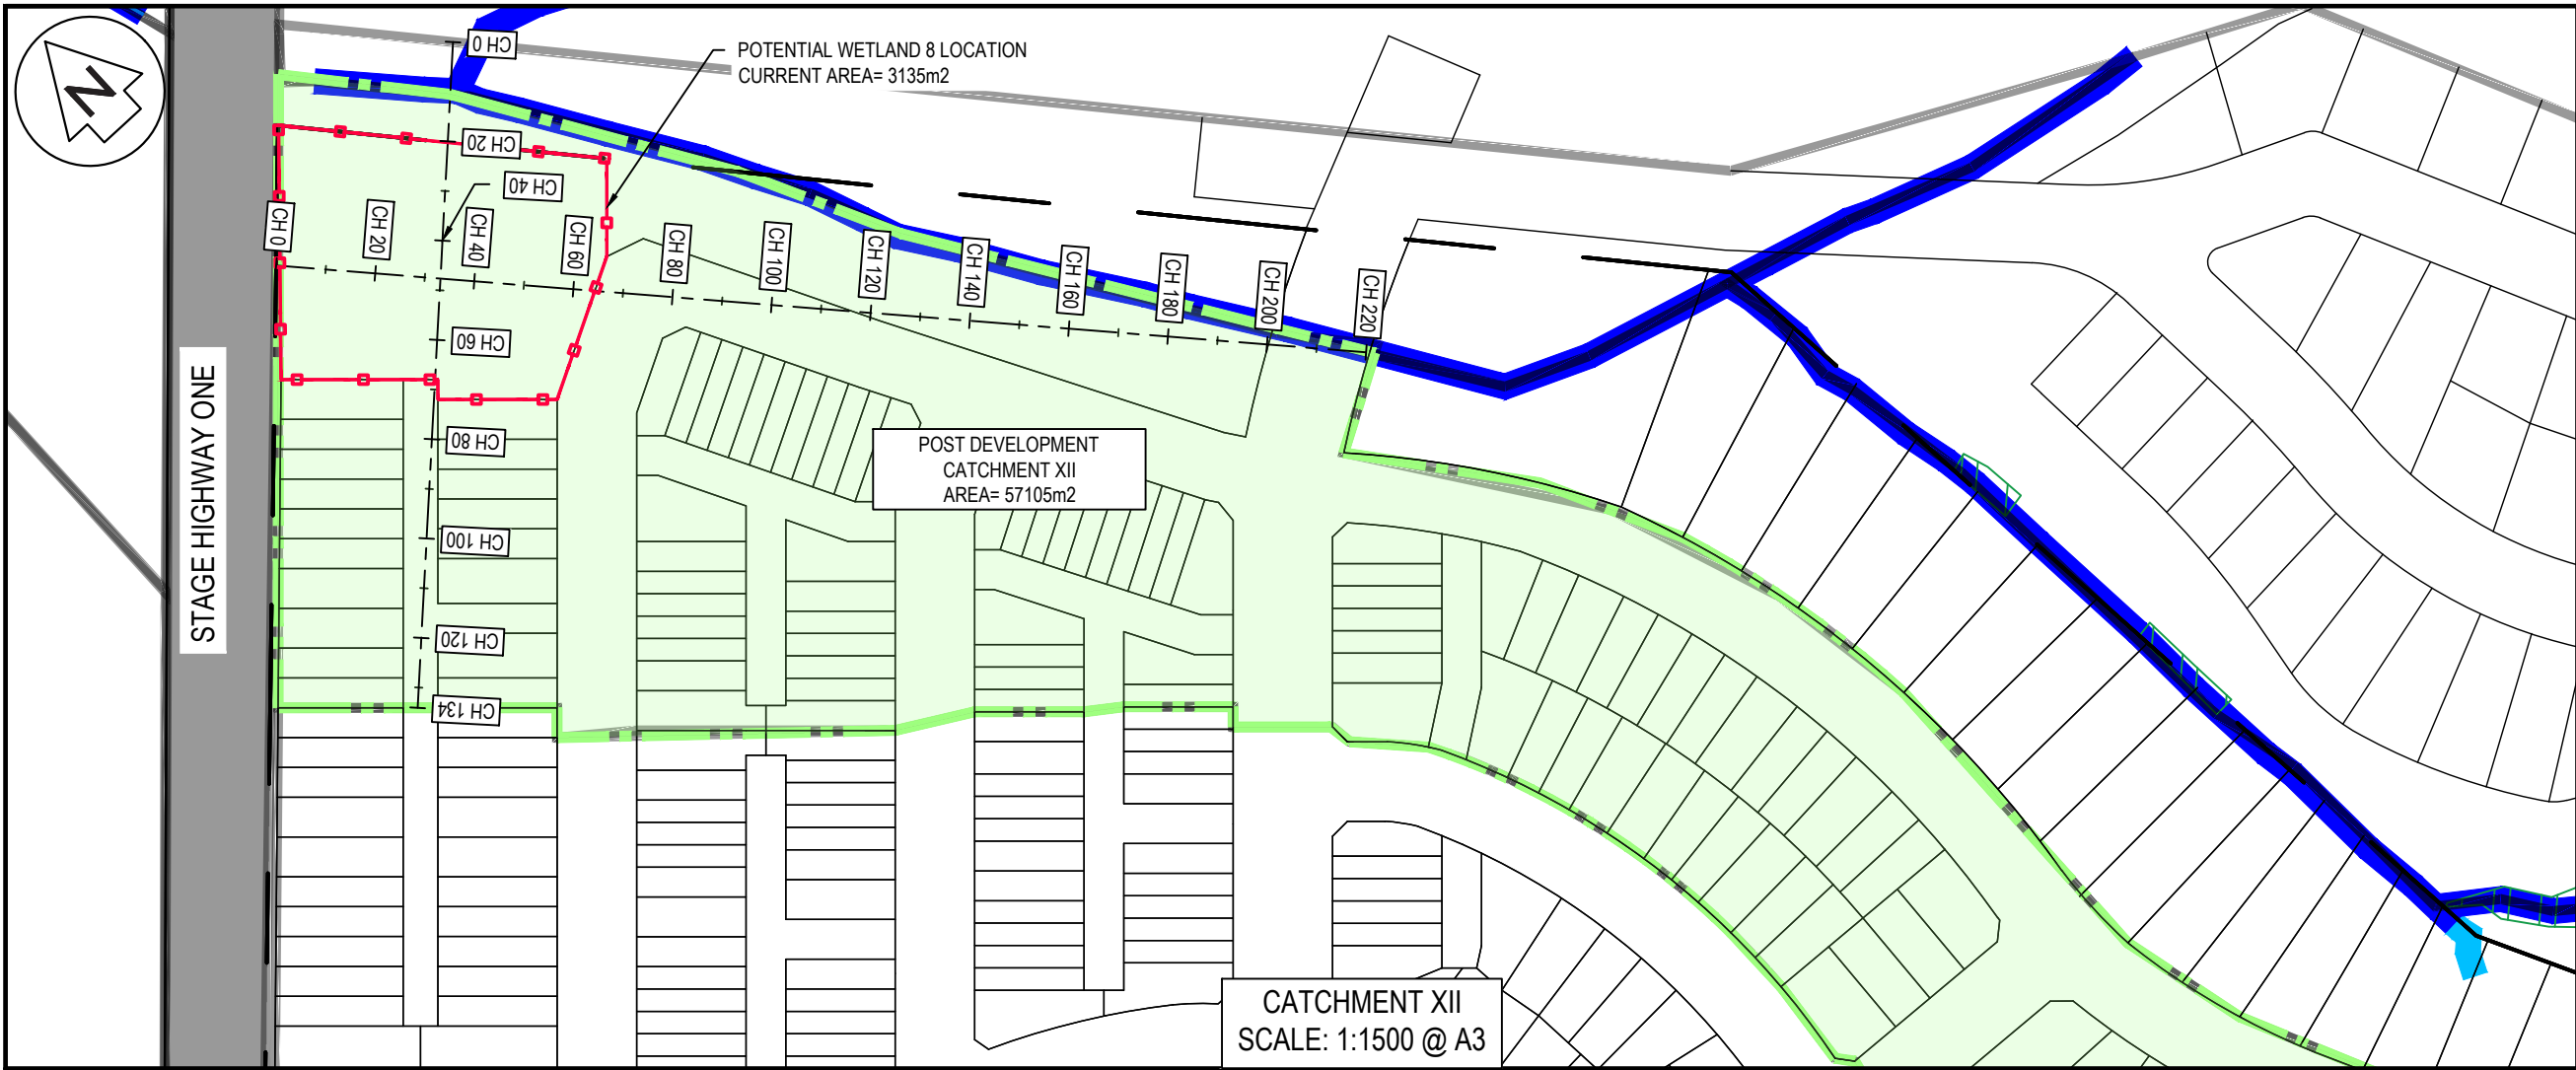 N
CH 0
POTENTIAL WETLAND 8 LOCATION
CURRENT AREA= 3135m2
CH 20
CH 40
CH 60
CH 80
CH 100
CH 120
CH 134
CH 0
CH 20
CH 40
CH 60
CH 80
CH 100
CH 120
CH 140
CH 160
CH 180
CH 200
CH 220
STAGE HIGHWAY ONE
POST DEVELOPMENT
CATCHMENT XII
AREA= 57105m2
CATCHMENT XII
SCALE: 1:1500 @ A3